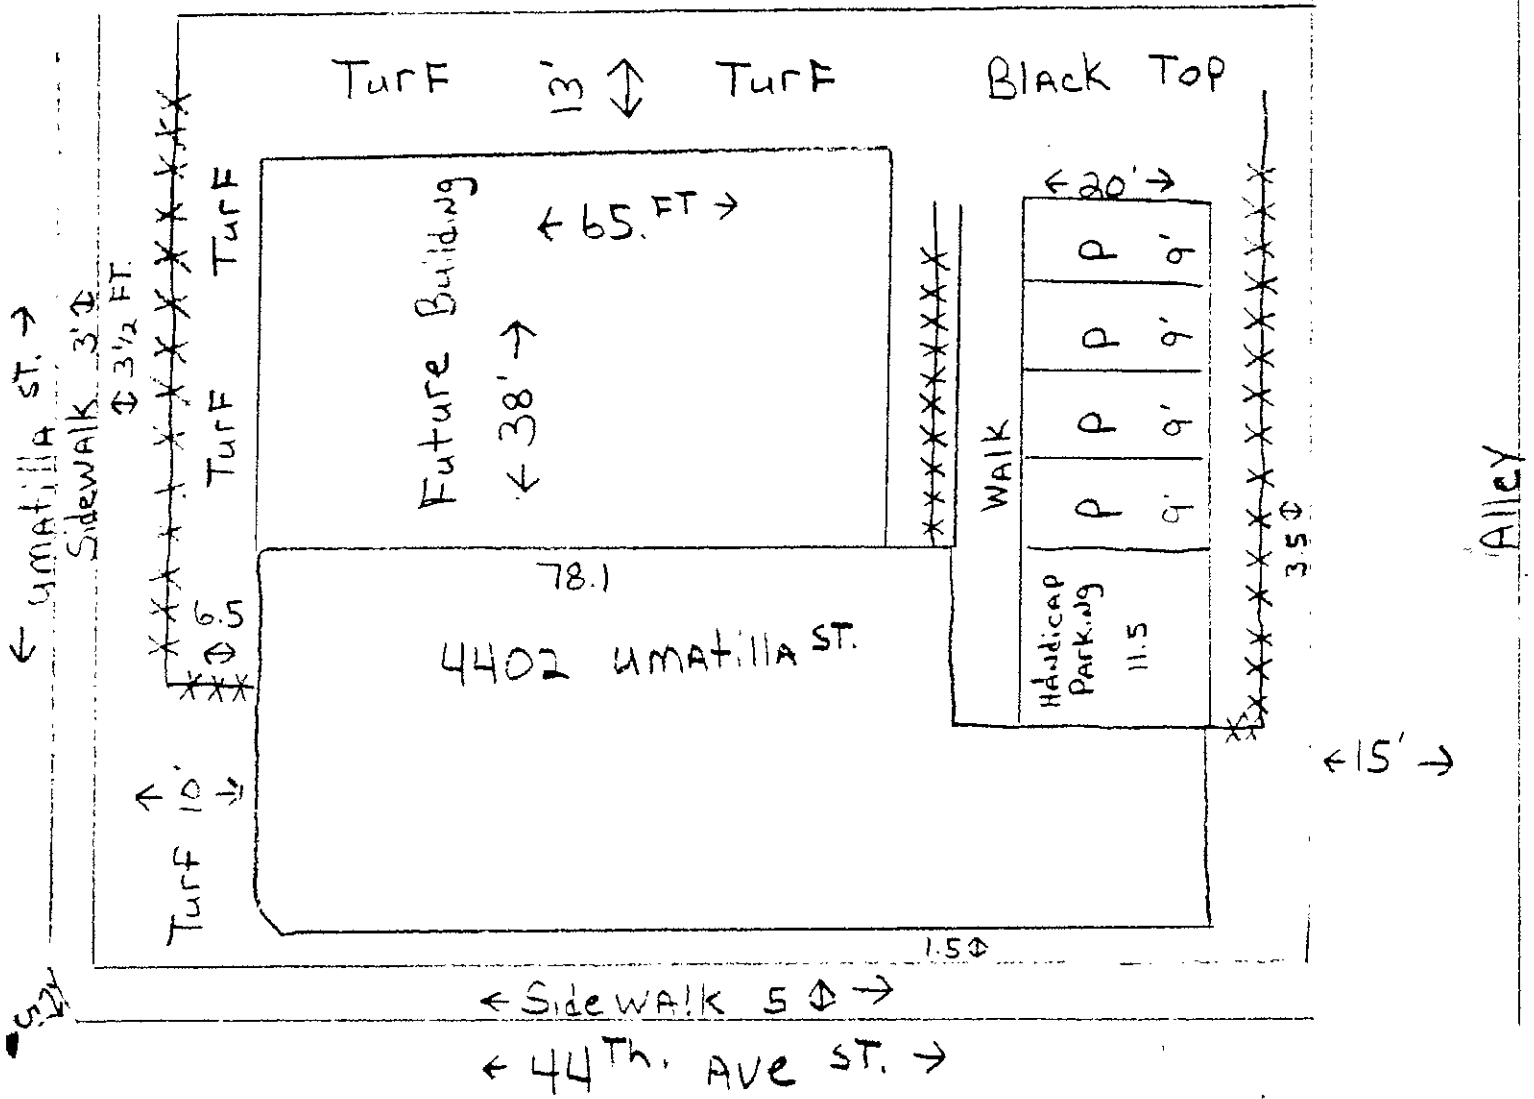 TurF 13' TurF BlAck Top
TurF
TurF
Future Building
← 65. FT →
← 38' →
← 20' →
P 9'
P 9'
P 9'
P 9'
WAlk
HANdicAP
PArkiNg
11.5
3.5
← 15' →
Alley
← umAtillA ST. →
SidewAlk 3'
3 1/2 FT.
6.5
78.1
4402 umAtillA ST.
← 10' →
TurF
1.5
← SidewAlk 5 →
← 44Th. Ave ST. →